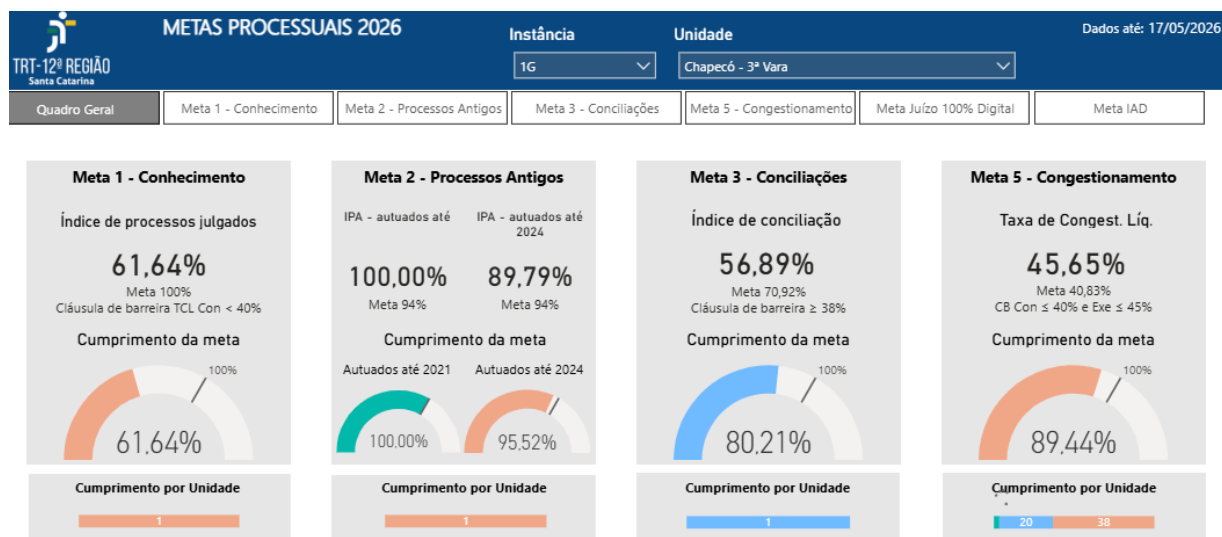 METAS PROCESSUAIS 2026
Instância
Unidade
Dados até: 17/05/2026
TRT-12ª REGIÃO
Santa Catarina
1G
Chapecó - 3ª Vara
Quadro Geral
Meta 1 - Conhecimento
Meta 2 - Processos Antigos
Meta 3 - Conciliações
Meta 5 - Congestionamento
Meta Juízo 100% Digital
Meta IAD
Meta 1 - Conhecimento
Índice de processos julgados
61,64%
Meta 100%
Cláusula de barreira TCL Con < 40%
Cumprimento da meta
100%
61,64%
Cumprimento por Unidade
1
Meta 2 - Processos Antigos
IPA - autuados até
100,00%
Meta 94%
IPA - autuados até
2024
89,79%
Meta 94%
Cumprimento da meta
Autuados até 2021
100,00%
Autuados até 2024
95,52%
Cumprimento por Unidade
1
Meta 3 - Conciliações
Índice de conciliação
56,89%
Meta 70,92%
Cláusula de barreira ≥ 38%
Cumprimento da meta
100%
80,21%
Cumprimento por Unidade
1
Meta 5 - Congestionamento
Taxa de Congest. Líq.
45,65%
Meta 40,83%
CB Con ≤ 40% e Exe ≤ 45%
Cumprimento da meta
100%
89,44%
Cumprimento por Unidade
20
38